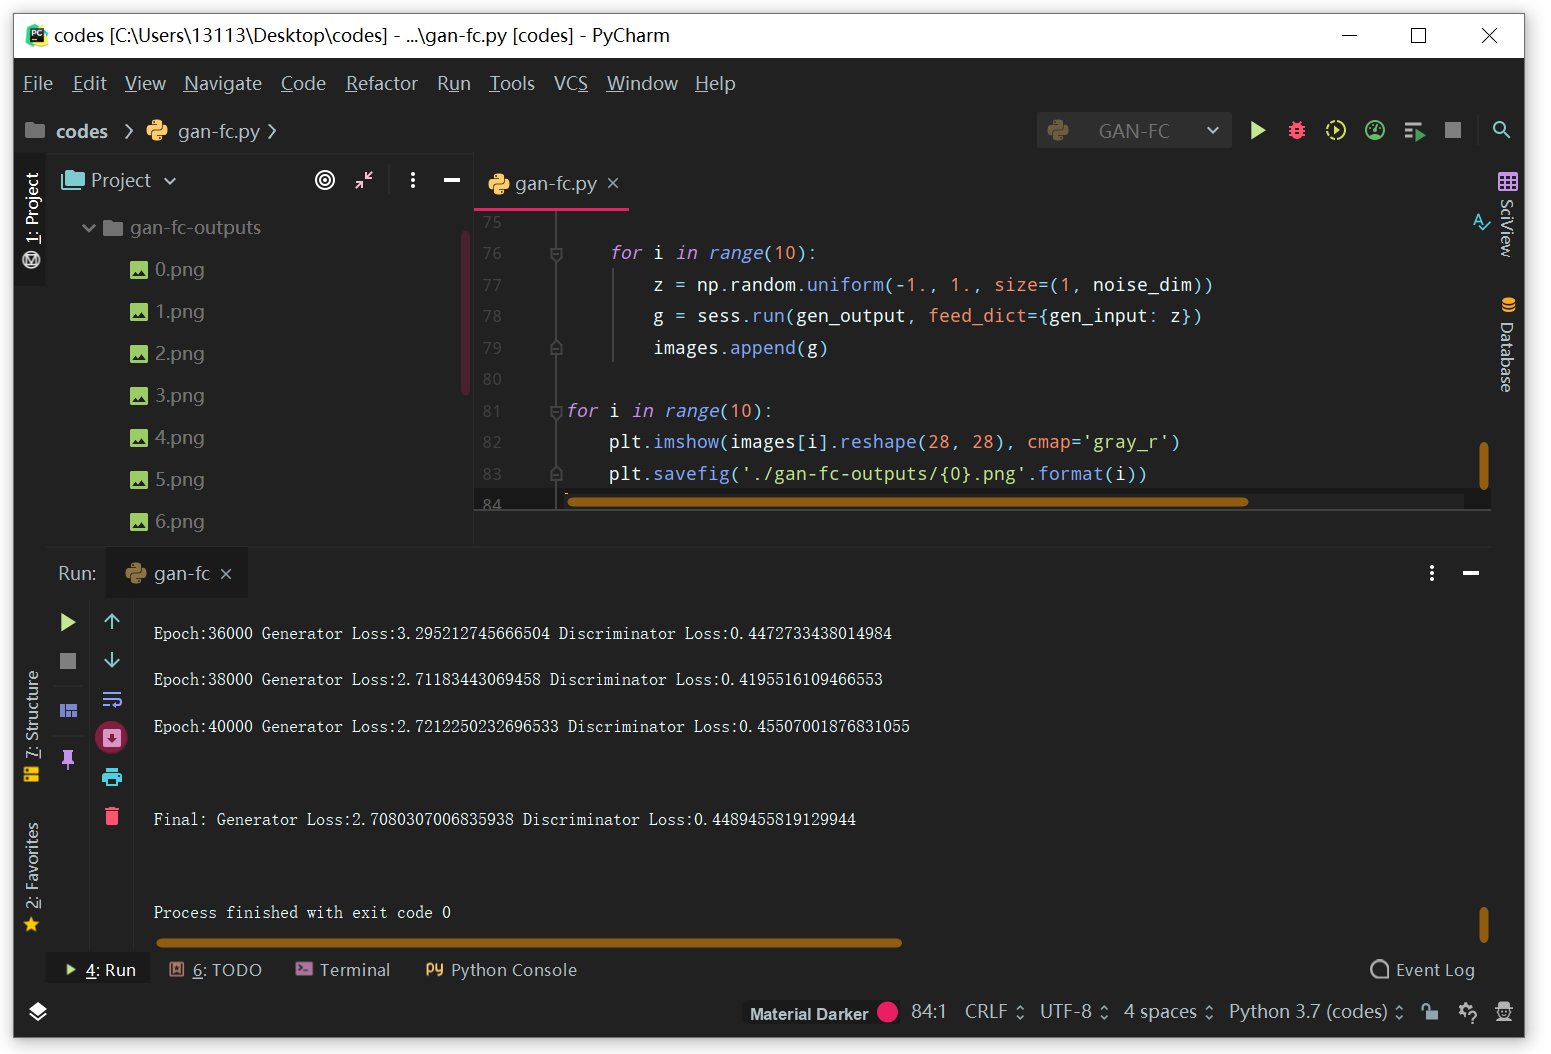 codes [C:\Users\13113\Desktop\codes] - ...\gan-fc.py [codes] - PyCharm
File Edit View Navigate Code Refactor Run Tools VCS Window Help
codes gan-fc.py GAN-FC
1: Project
Project
gan-fc-outputs
0.png
1.png
2.png
3.png
4.png
5.png
6.png
gan-fc.py
75
76 for i in range(10):
77 z = np.random.uniform(-1., 1., size=(1, noise_dim))
78 g = sess.run(gen_output, feed_dict={gen_input: z})
79 images.append(g)
80
81 for i in range(10):
82 plt.imshow(images[i].reshape(28, 28), cmap='gray_r')
83 plt.savefig('./gan-fc-outputs/{0}.png'.format(i))
84
SciView
Database
Run: gan-fc
Epoch:36000 Generator Loss:3.295212745666504 Discriminator Loss:0.4472733438014984
Epoch:38000 Generator Loss:2.71183443069458 Discriminator Loss:0.4195516109466553
Epoch:40000 Generator Loss:2.7212250232696533 Discriminator Loss:0.45507001876831055
Final: Generator Loss:2.7080307006835938 Discriminator Loss:0.4489455819129944
Process finished with exit code 0
7: Structure
2: Favorites
4: Run 6: TODO Terminal Python Console Event Log
Material Darker 84:1 CRLF UTF-8 4 spaces Python 3.7 (codes)